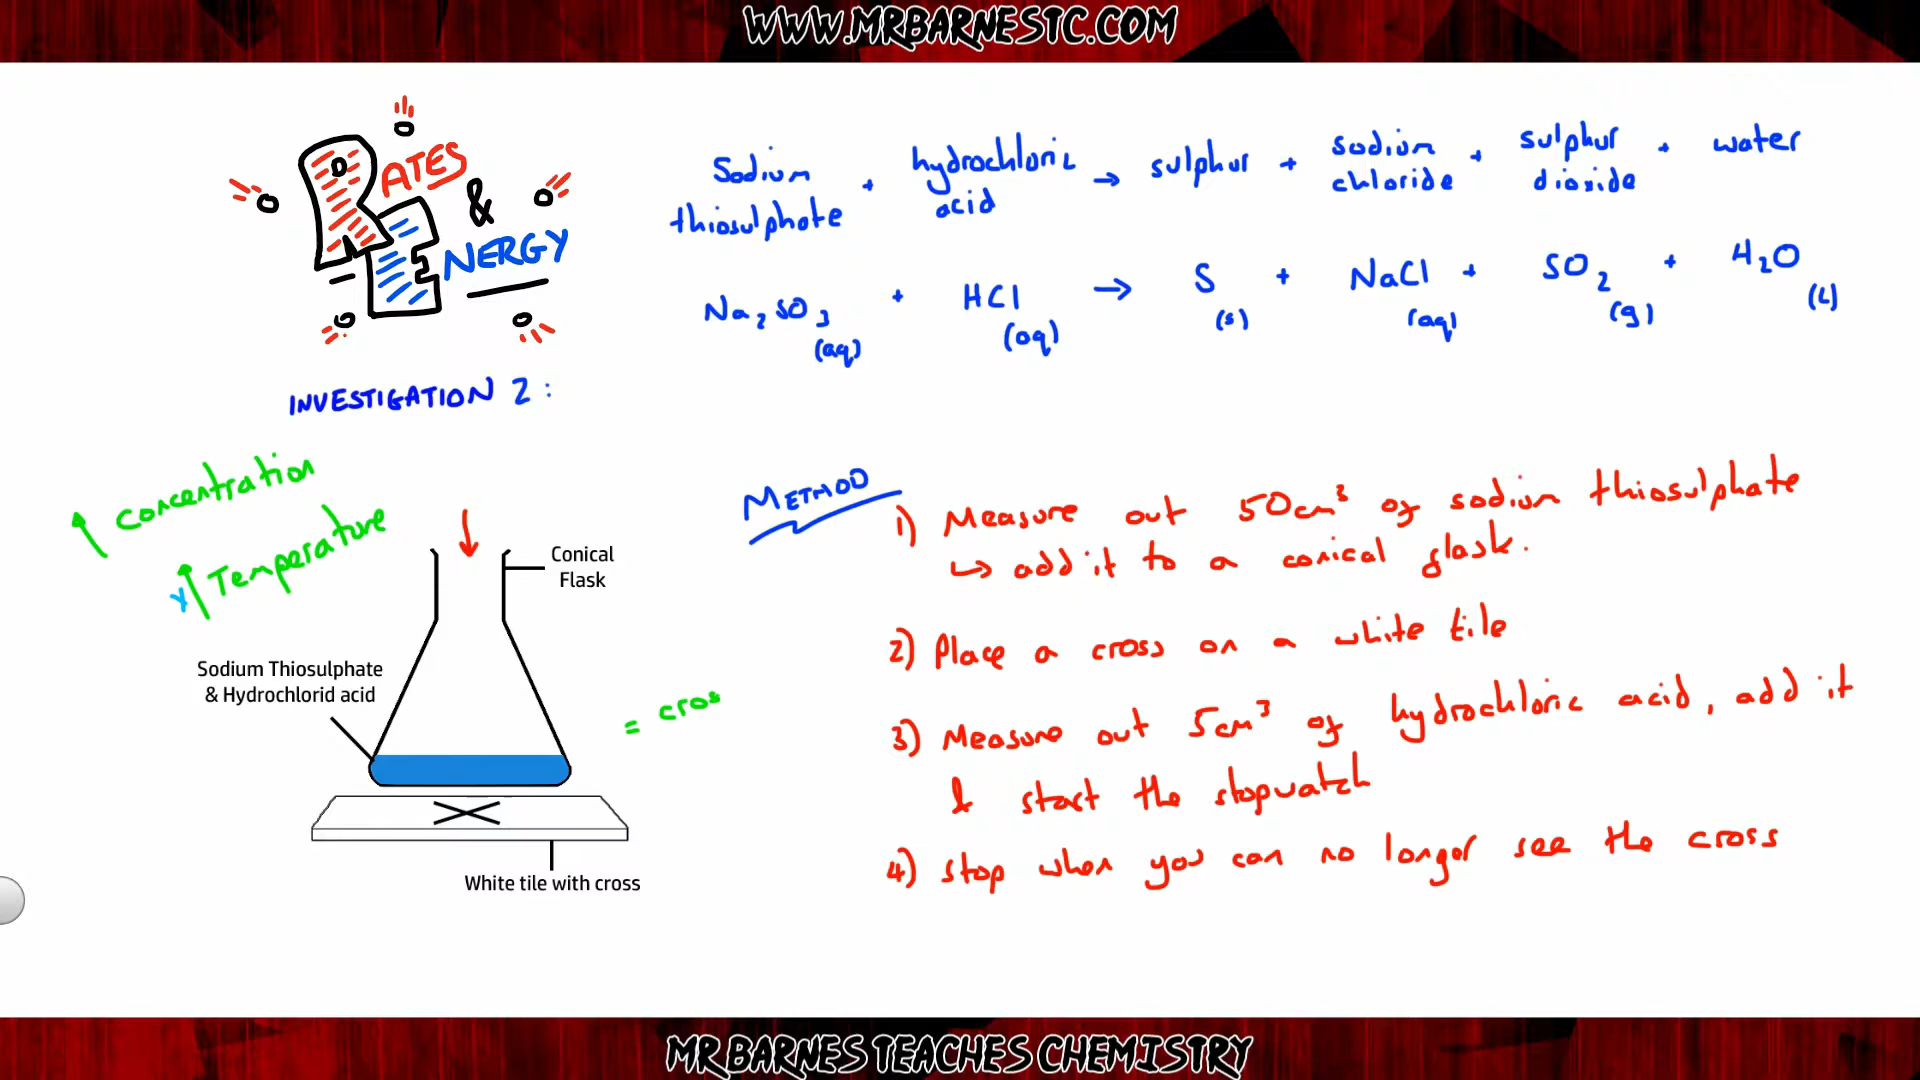 WWW.MRBARNESTC.COM
RATES
&
ENERGY
Sodium thiosulphate + hydrochloric acid → sulphur + sodium chloride + sulphur dioxide + water
Na₂SO₃ (aq) + HCl (aq) → S (s) + NaCl (aq) + SO₂ (g) + H₂O (L)
INVESTIGATION 2:
↑ Concentration
↑ Temperature
Conical
Flask
Sodium Thiosulphate
& Hydrochlorid acid
= cros
White tile with cross
METHOD
1) Measure out 50cm³ of sodium thiosulphate
↳ add it to a conical flask.
2) Place a cross on a white tile
3) Measure out 5cm³ of hydrochloric acid, add it
& start the stopwatch
4) Stop when you can no longer see the cross
MR BARNES TEACHES CHEMISTRY